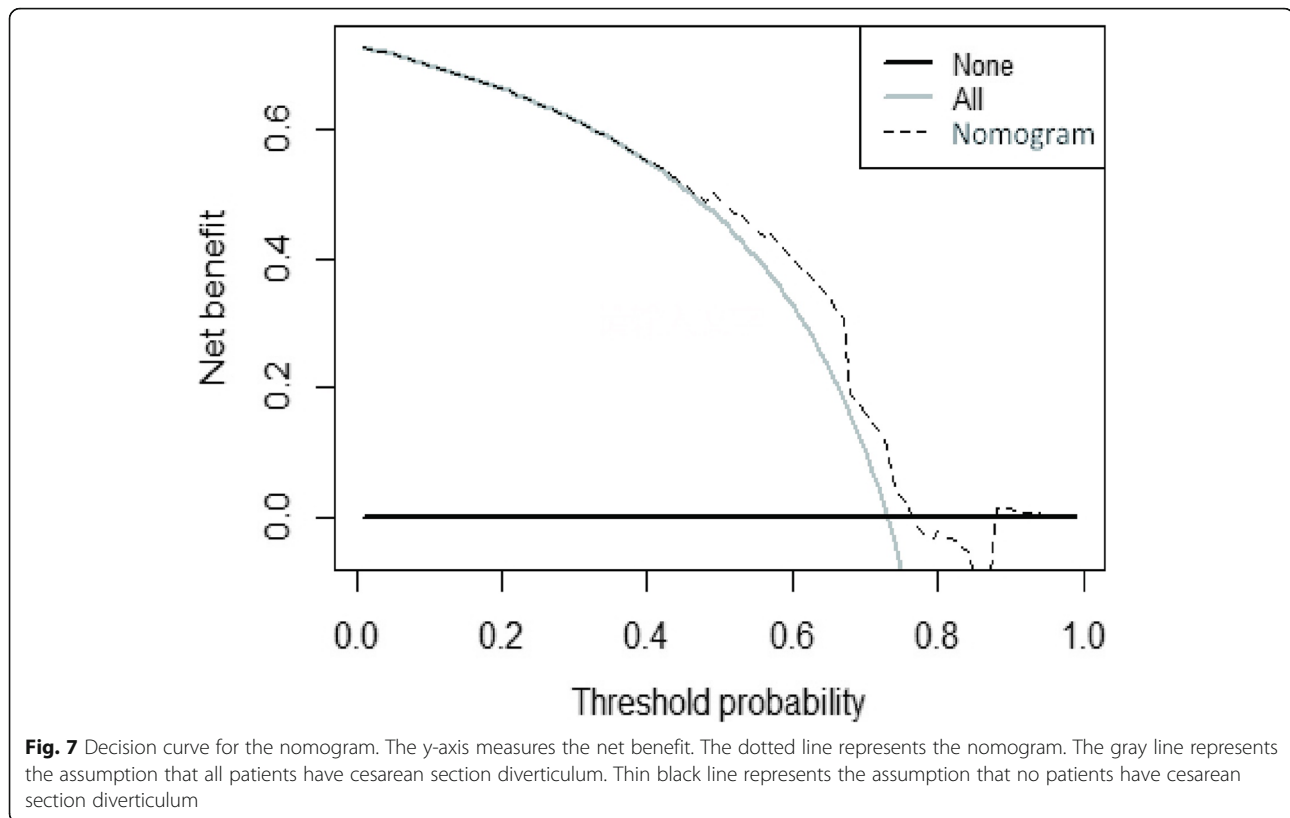 None
All
Nomogram
0.6
0.4
0.2
0.0
Net benefit
0.0 0.2 0.4 0.6 0.8 1.0
Threshold probability
Fig. 7 Decision curve for the nomogram. The y-axis measures the net benefit. The dotted line represents the nomogram. The gray line represents
the assumption that all patients have cesarean section diverticulum. Thin black line represents the assumption that no patients have cesarean
section diverticulum